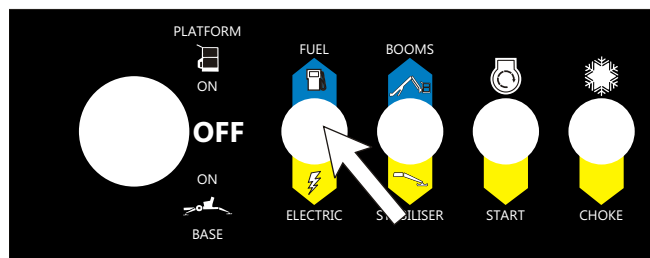 PLATFORM
ON
OFF
ON
BASE
FUEL
ELECTRIC
BOOMS
STABILISER
START
CHOKE